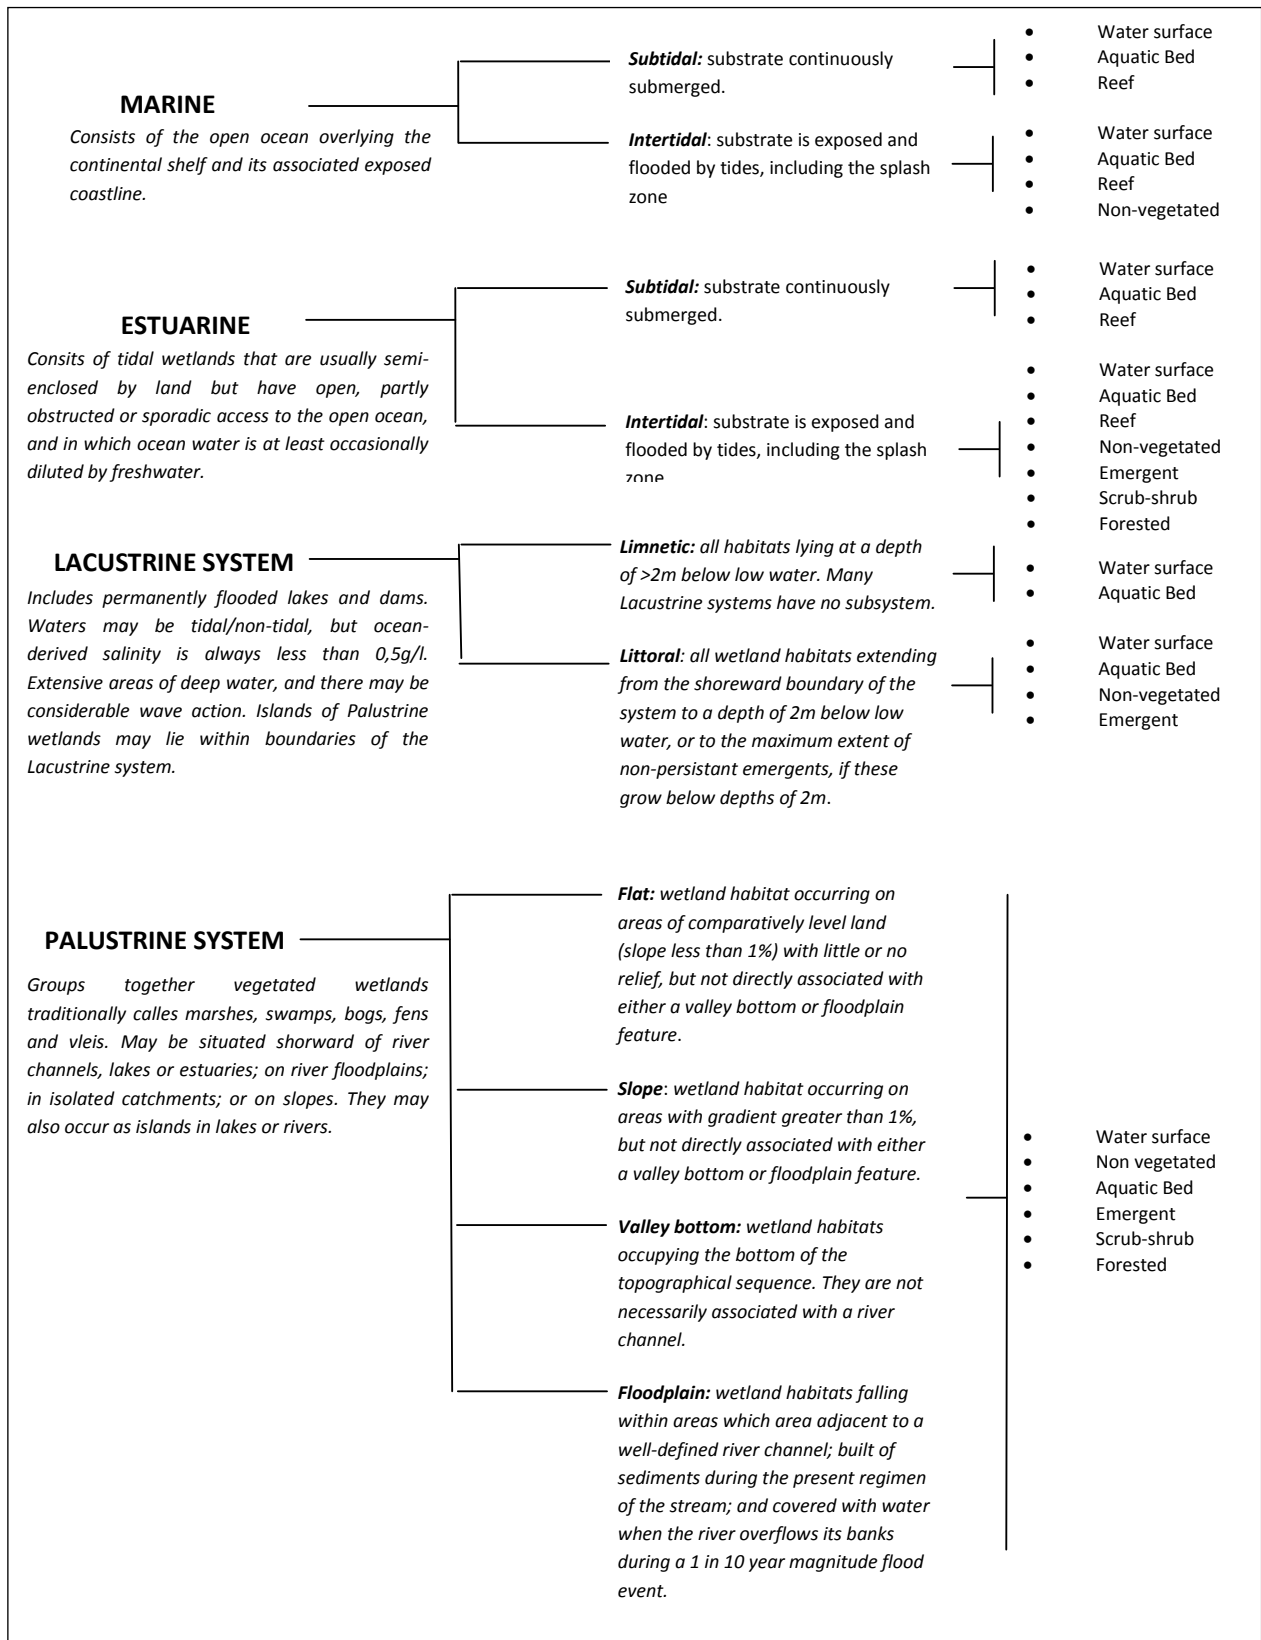 MARINE
Consists of the open ocean overlying the
continental shelf and its associated exposed
coastline.
Subtidal: substrate continuously
submerged.
• Water surface
• Aquatic Bed
• Reef
Intertidal: substrate is exposed and
flooded by tides, including the splash
zone
• Water surface
• Aquatic Bed
• Reef
• Non-vegetated
ESTUARINE
Consits of tidal wetlands that are usually semi-
enclosed by land but have open, partly
obstructed or sporadic access to the open ocean,
and in which ocean water is at least occasionally
diluted by freshwater.
Subtidal: substrate continuously
submerged.
• Water surface
• Aquatic Bed
• Reef
Intertidal: substrate is exposed and
flooded by tides, including the splash
zone
• Water surface
• Aquatic Bed
• Reef
• Non-vegetated
• Emergent
• Scrub-shrub
• Forested
LACUSTRINE SYSTEM
Includes permanently flooded lakes and dams.
Waters may be tidal/non-tidal, but ocean-
derived salinity is always less than 0,5g/l.
Extensive areas of deep water, and there may be
considerable wave action. Islands of Palustrine
wetlands may lie within boundaries of the
Lacustrine system.
Limnetic: all habitats lying at a depth
of >2m below low water. Many
Lacustrine systems have no subsystem.
• Water surface
• Aquatic Bed
Littoral: all wetland habitats extending
from the shoreward boundary of the
system to a depth of 2m below low
water, or to the maximum extent of
non-persistant emergents, if these
grow below depths of 2m.
• Water surface
• Aquatic Bed
• Non-vegetated
• Emergent
PALUSTRINE SYSTEM
Groups together vegetated wetlands
traditionally calles marshes, swamps, bogs, fens
and vleis. May be situated shorward of river
channels, lakes or estuaries; on river floodplains;
in isolated catchments; or on slopes. They may
also occur as islands in lakes or rivers.
Flat: wetland habitat occurring on
areas of comparatively level land
(slope less than 1%) with little or no
relief, but not directly associated with
either a valley bottom or floodplain
feature.
Slope: wetland habitat occurring on
areas with gradient greater than 1%,
but not directly associated with either
a valley bottom or floodplain feature.
Valley bottom: wetland habitats
occupying the bottom of the
topographical sequence. They are not
necessarily associated with a river
channel.
Floodplain: wetland habitats falling
within areas which area adjacent to a
well-defined river channel; built of
sediments during the present regimen
of the stream; and covered with water
when the river overflows its banks
during a 1 in 10 year magnitude flood
event.
• Water surface
• Non vegetated
• Aquatic Bed
• Emergent
• Scrub-shrub
• Forested